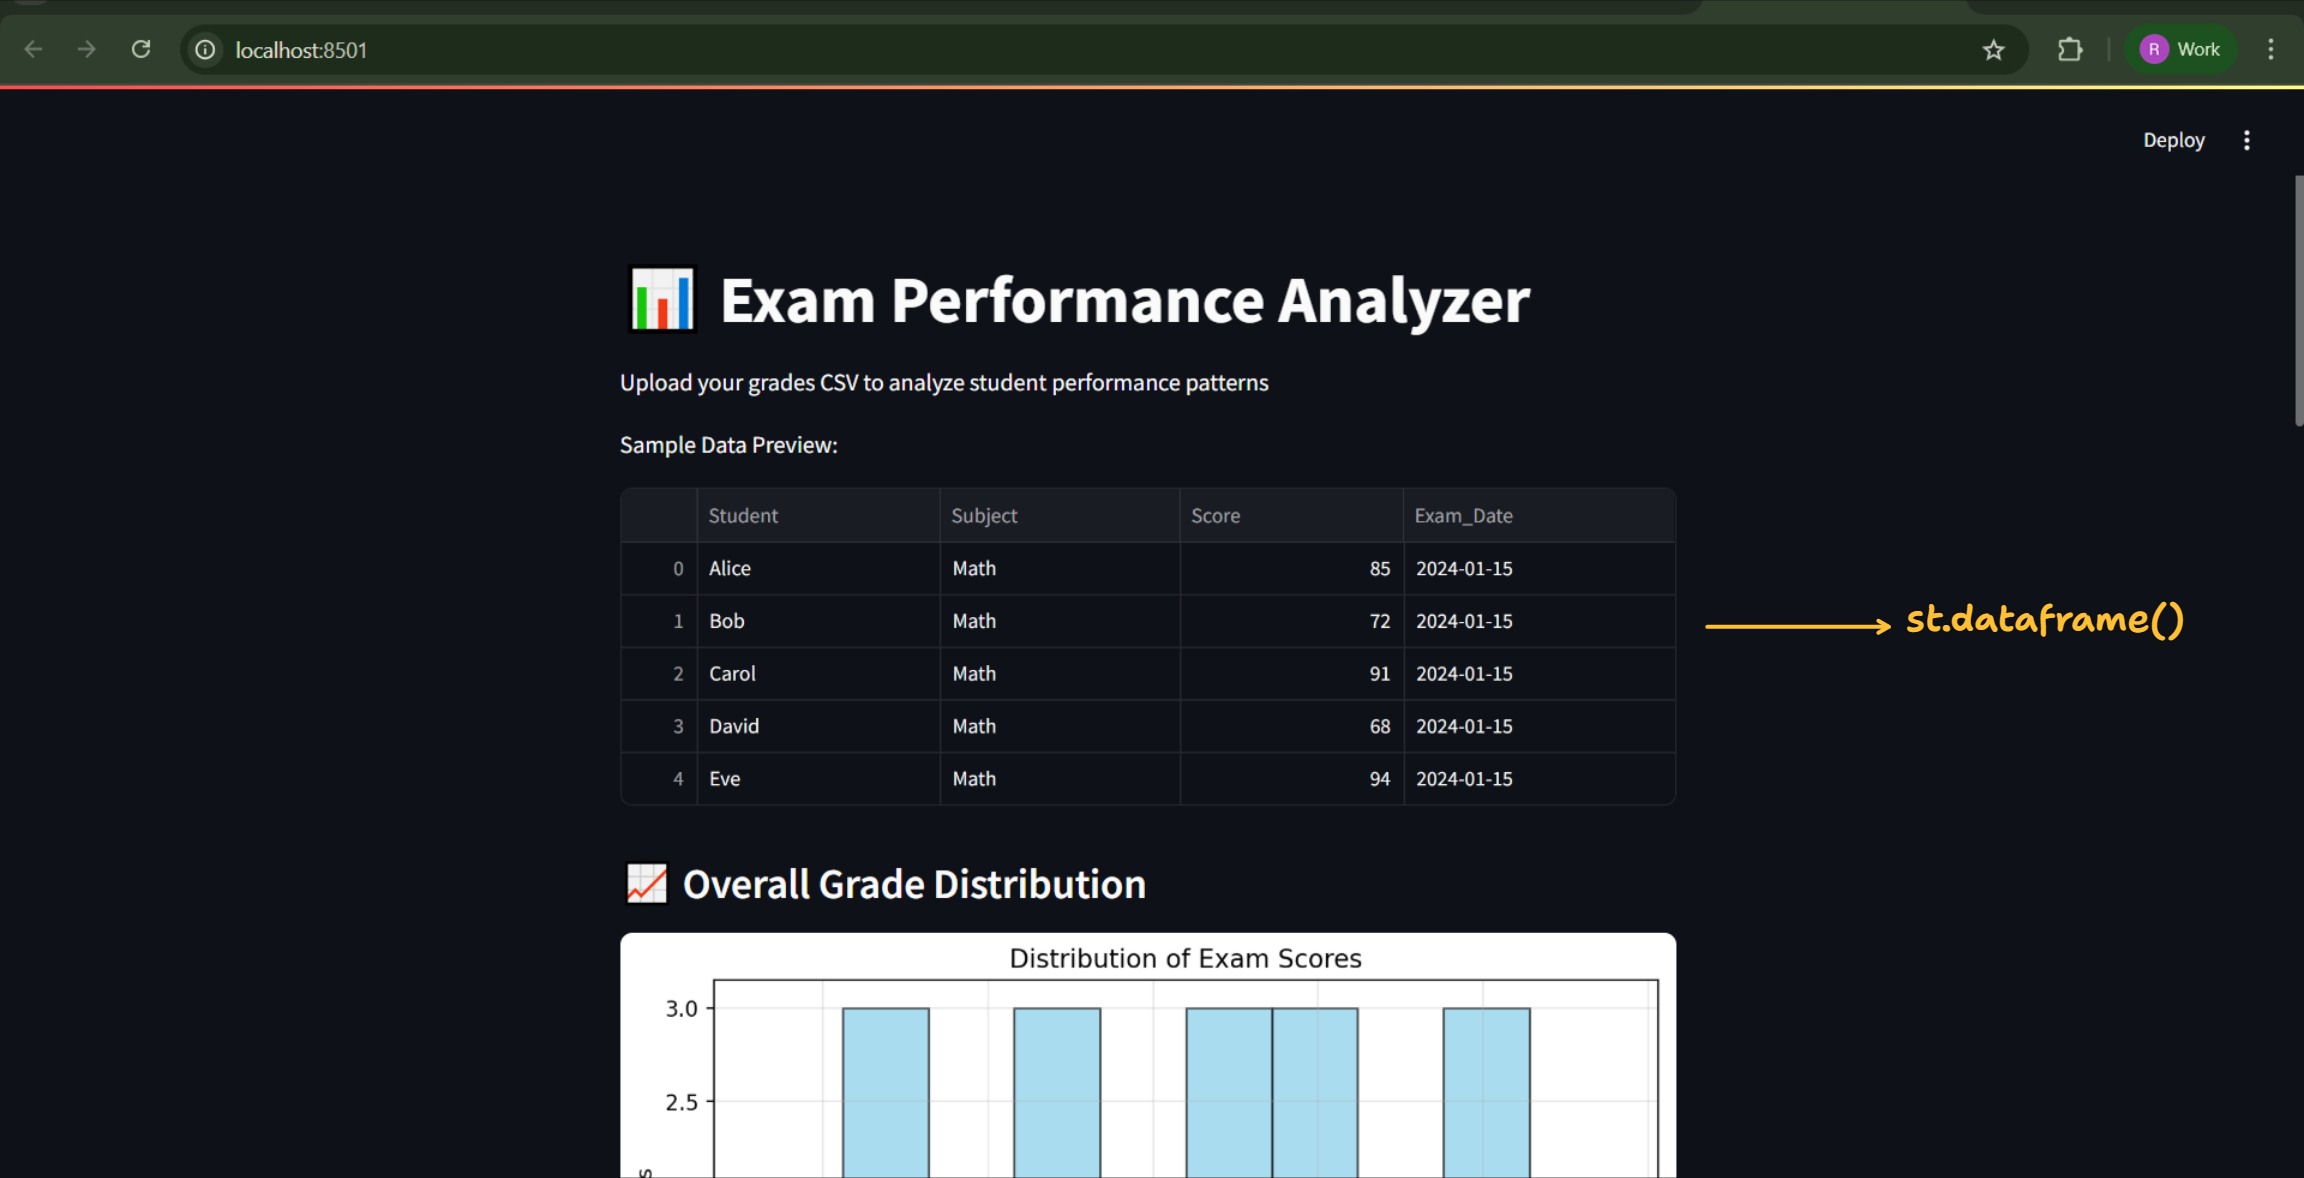 localhost:8501
R Work
Deploy
Exam Performance Analyzer
Upload your grades CSV to analyze student performance patterns
Sample Data Preview:
Student Subject Score Exam_Date
0 Alice Math 85 2024-01-15
1 Bob Math 72 2024-01-15
2 Carol Math 91 2024-01-15
3 David Math 68 2024-01-15
4 Eve Math 94 2024-01-15
st.dataframe()
Overall Grade Distribution
Distribution of Exam Scores
3.0
2.5